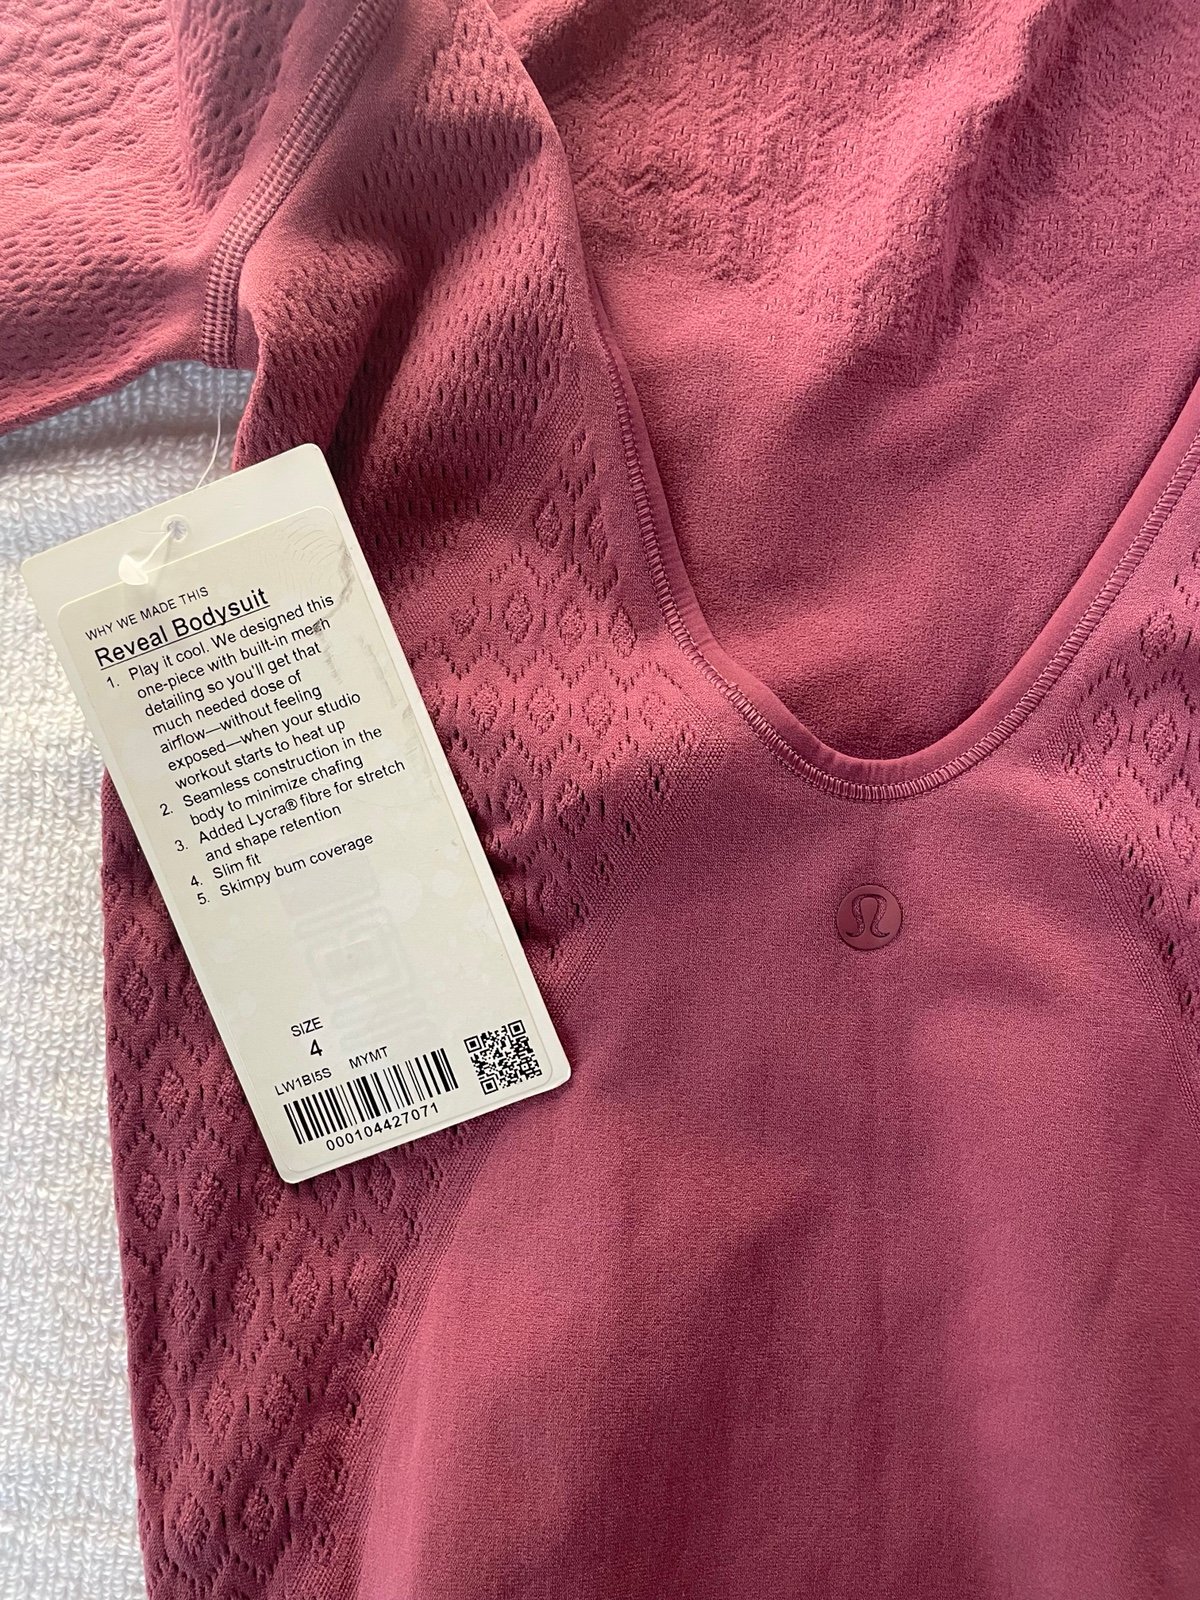 WHY WE MADE THIS
Reveal Bodysuit
1. Play it cool. We designed this
one-piece with built-in mesh
detailing so you'll get that
much needed dose of
airflow—without feeling
exposed—when your studio
workout starts to heat up
2. Seamless construction in the
body to minimize chafing
3. Added Lycra® fibre for stretch
and shape retention
4. Slim fit
5. Skimpy bum coverage
SIZE
4
LW1BI5S MYMT
000104427071